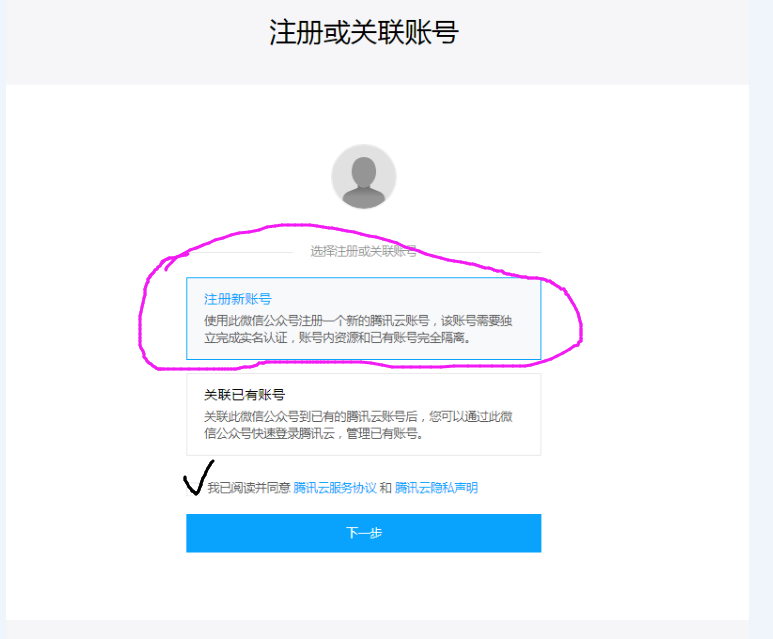 注册或关联账号
选择注册或关联账号
注册新账号
使用此微信公众号注册一个新的腾讯云账号，该账号需要独
立完成实名认证，账号内资源和已有账号完全隔离。
关联已有账号
关联此微信公众号到已有的腾讯云账号后，您可以通过此微
信公众号快速登录腾讯云，管理已有账号。
我已阅读并同意 腾讯云服务协议 和 腾讯云隐私声明
下一步